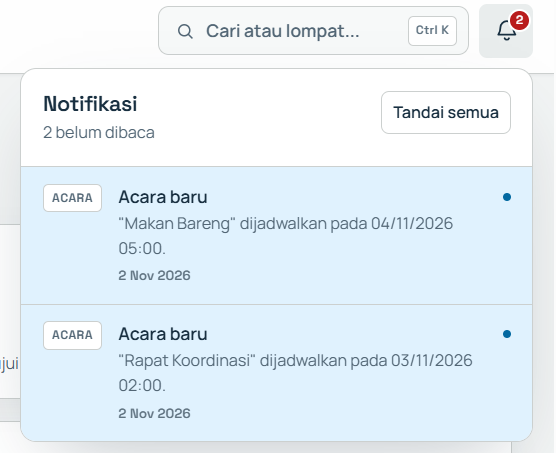 Cari atau lompat...
Ctrl K
2
Notifikasi
Tandai semua
2 belum dibaca
ACARA
Acara baru
"Makan Bareng" dijadwalkan pada 04/11/2026
05:00.
2 Nov 2026
ACARA
Acara baru
"Rapat Koordinasi" dijadwalkan pada 03/11/2026
02:00.
2 Nov 2026